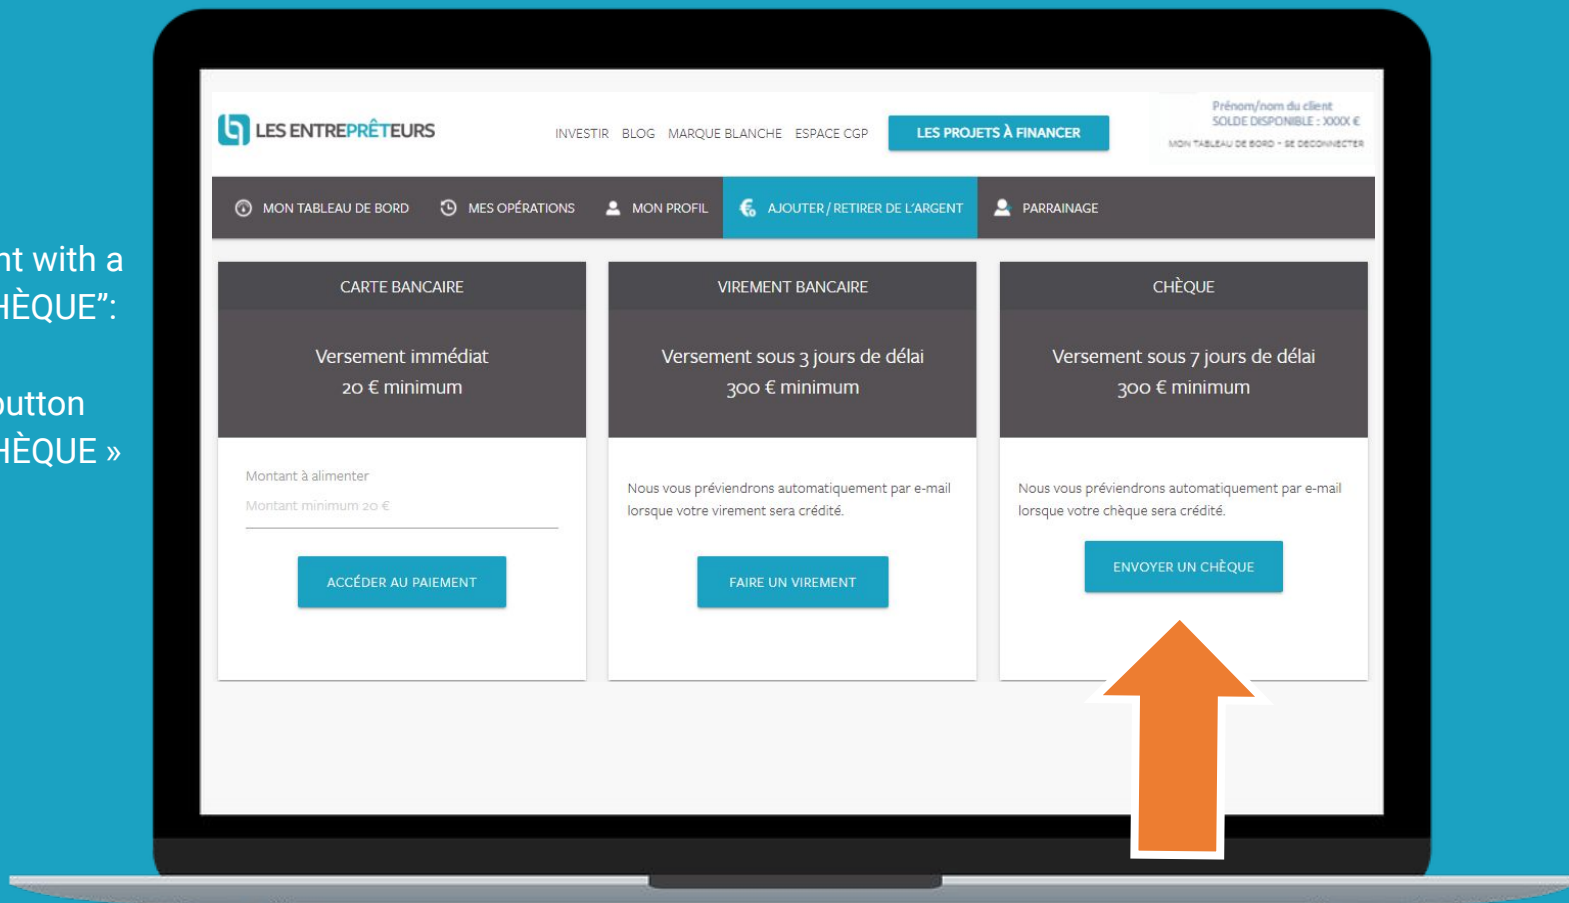 nt with a
HÈQUE”:
button
HÈQUE »
LES ENTREPRÊTEURS
INVESTIR BLOG MARQUE BLANCHE ESPACE CGP
LES PROJETS À FINANCER
Prénom/nom du client
SOLDE DISPONIBLE : XXXX €
MON TABLEAU DE BORD - SE DECONNECTER
MON TABLEAU DE BORD
MES OPÉRATIONS
MON PROFIL
AJOUTER / RETIRER DE L'ARGENT
PARRAINAGE
CARTE BANCAIRE
Versement immédiat
20 € minimum
Montant à alimenter
Montant minimum 20 €
ACCÉDER AU PAIEMENT
VIREMENT BANCAIRE
Versement sous 3 jours de délai
300 € minimum
Nous vous préviendrons automatiquement par e-mail
lorsque votre virement sera crédité.
FAIRE UN VIREMENT
CHÈQUE
Versement sous 7 jours de délai
300 € minimum
Nous vous préviendrons automatiquement par e-mail
lorsque votre chèque sera crédité.
ENVOYER UN CHÈQUE